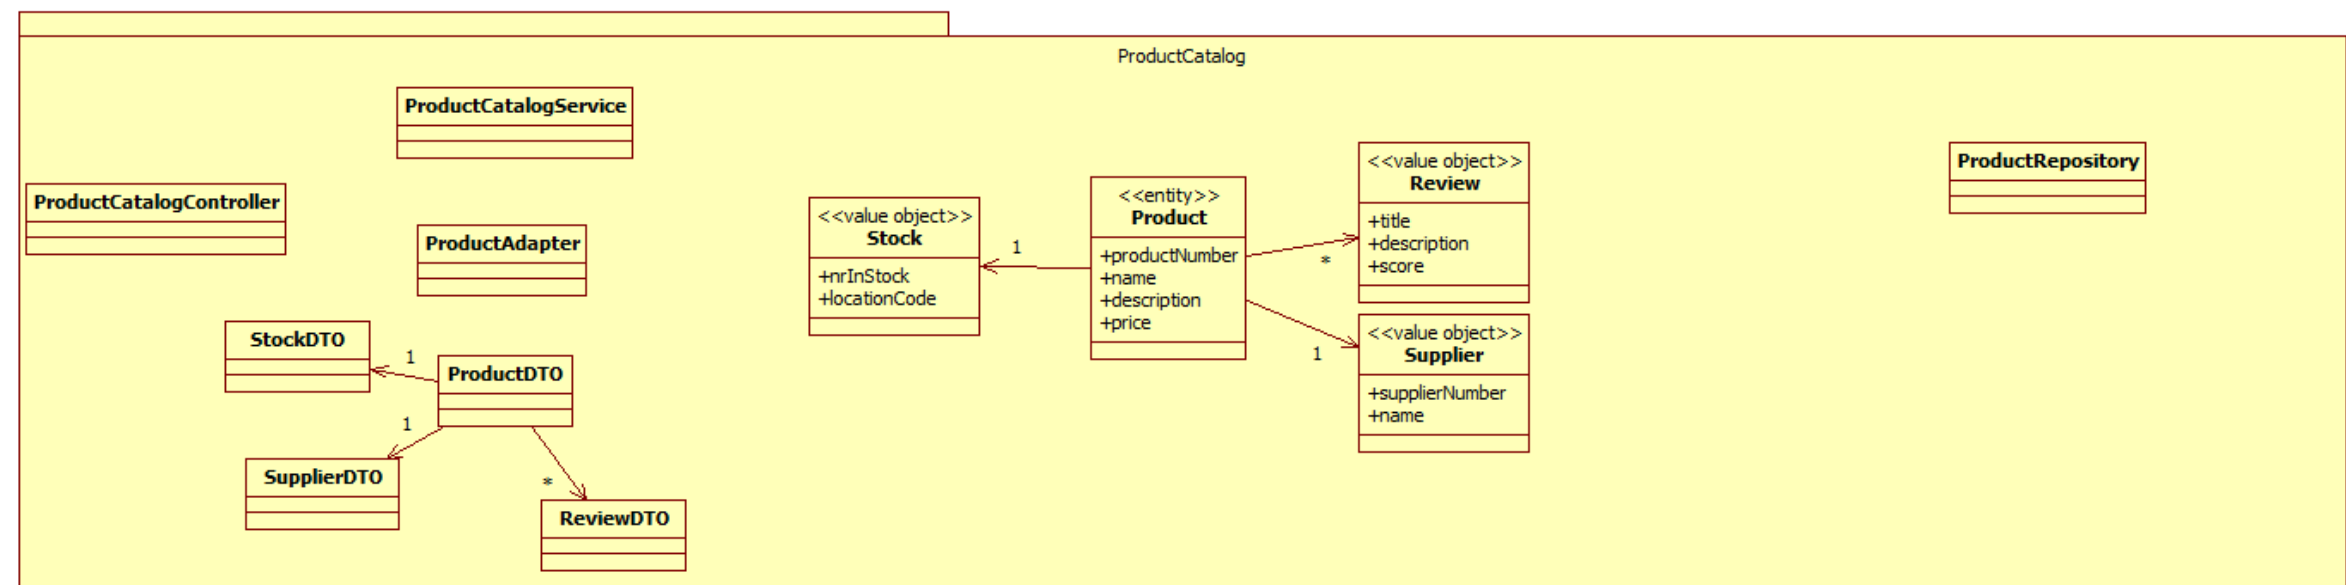 ProductCatalog
ProductCatalogService
ProductCatalogController
ProductAdapter
StockDTO
1
ProductDTO
1
SupplierDTO
*
ReviewDTO
<<value object>>
Stock
+nrInStock
+locationCode
1
<<entity>>
Product
+productNumber
+name
+description
+price
*
1
<<value object>>
Review
+title
+description
+score
<<value object>>
Supplier
+supplierNumber
+name
ProductRepository